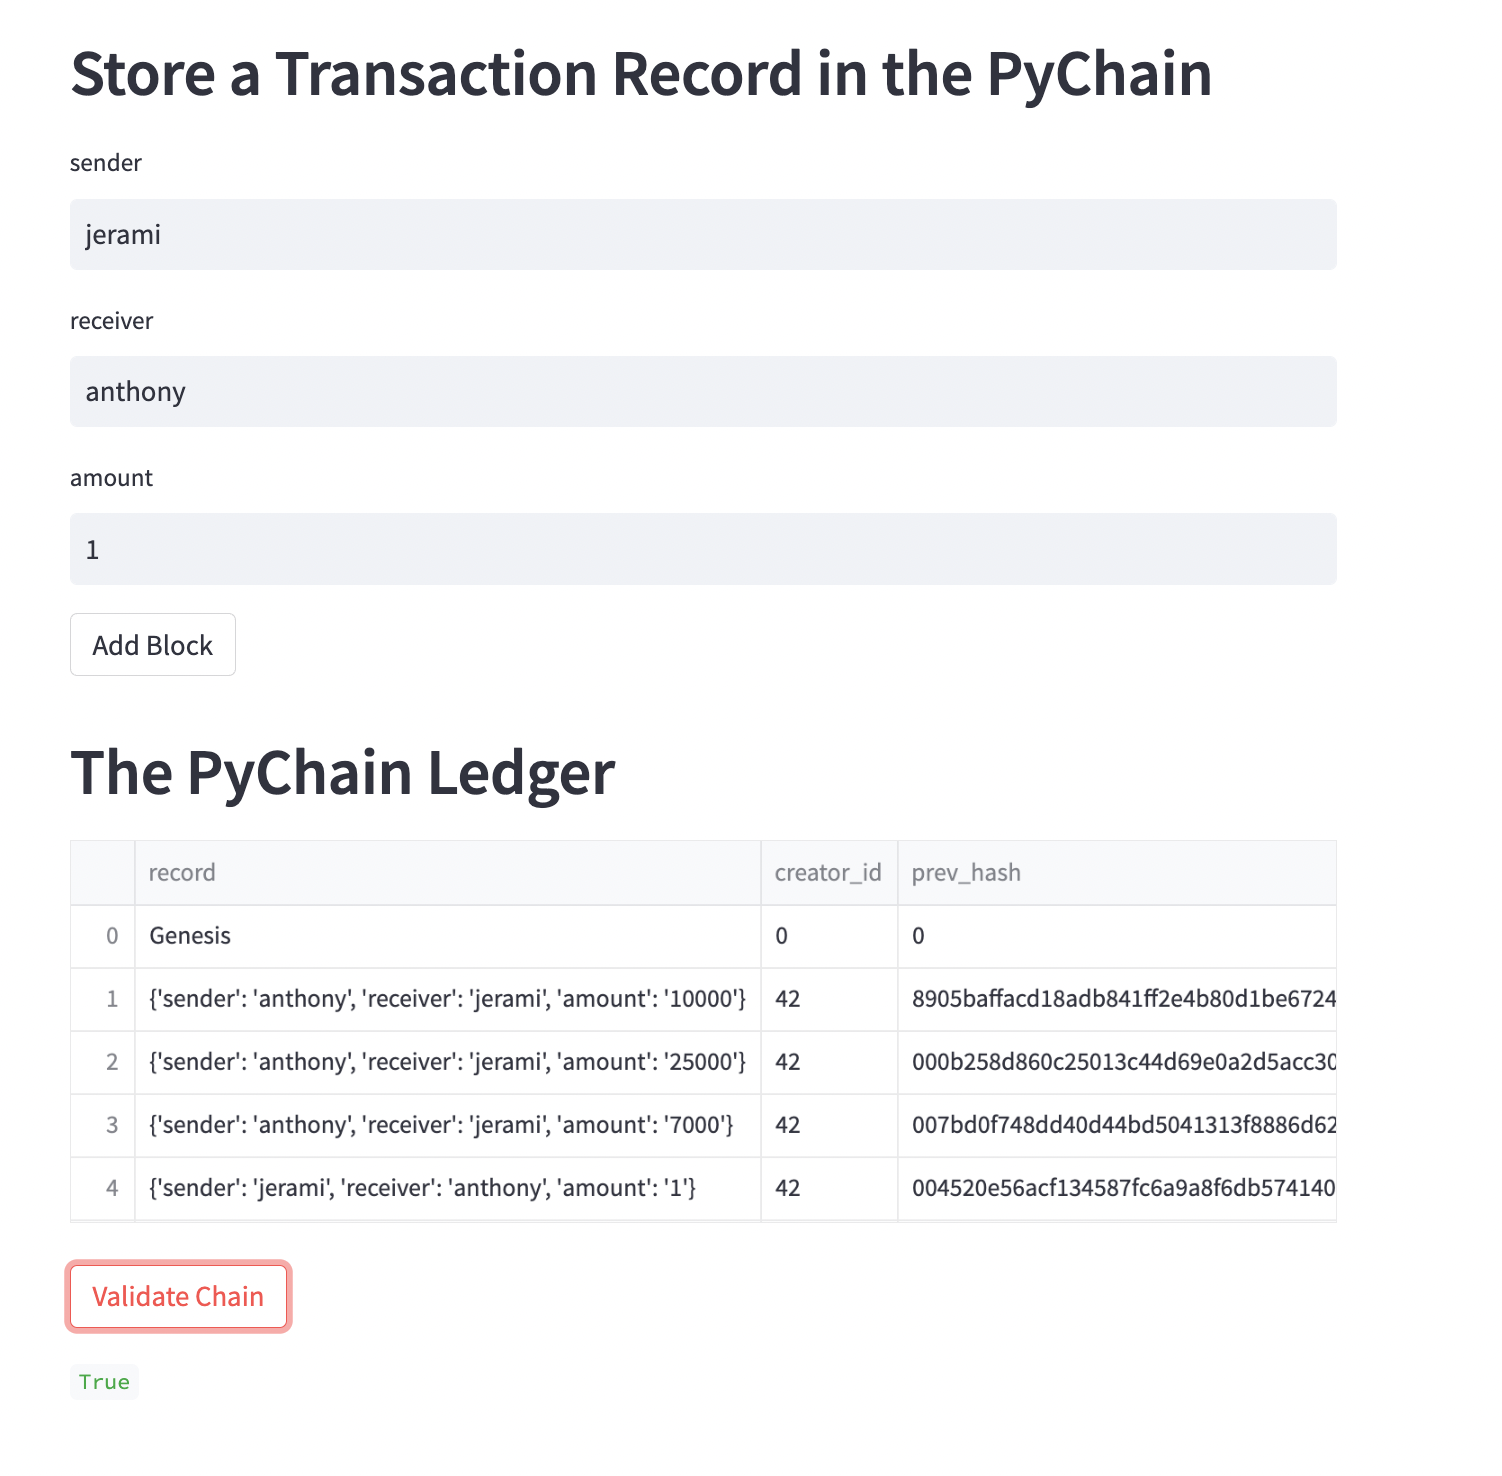 Store a Transaction Record in the PyChain
sender
jerami
receiver
anthony
amount
1
Add Block
The PyChain Ledger
record creator_id prev_hash
0 Genesis 0 0
1 {'sender': 'anthony', 'receiver': 'jerami', 'amount': '10000'} 42 8905baffacd18adb841ff2e4b80d1be6724
2 {'sender': 'anthony', 'receiver': 'jerami', 'amount': '25000'} 42 000b258d860c25013c44d69e0a2d5acc30
3 {'sender': 'anthony', 'receiver': 'jerami', 'amount': '7000'} 42 007bd0f748dd40d44bd5041313f8886d62
4 {'sender': 'jerami', 'receiver': 'anthony', 'amount': '1'} 42 004520e56acf134587fc6a9a8f6db574140
Validate Chain
True